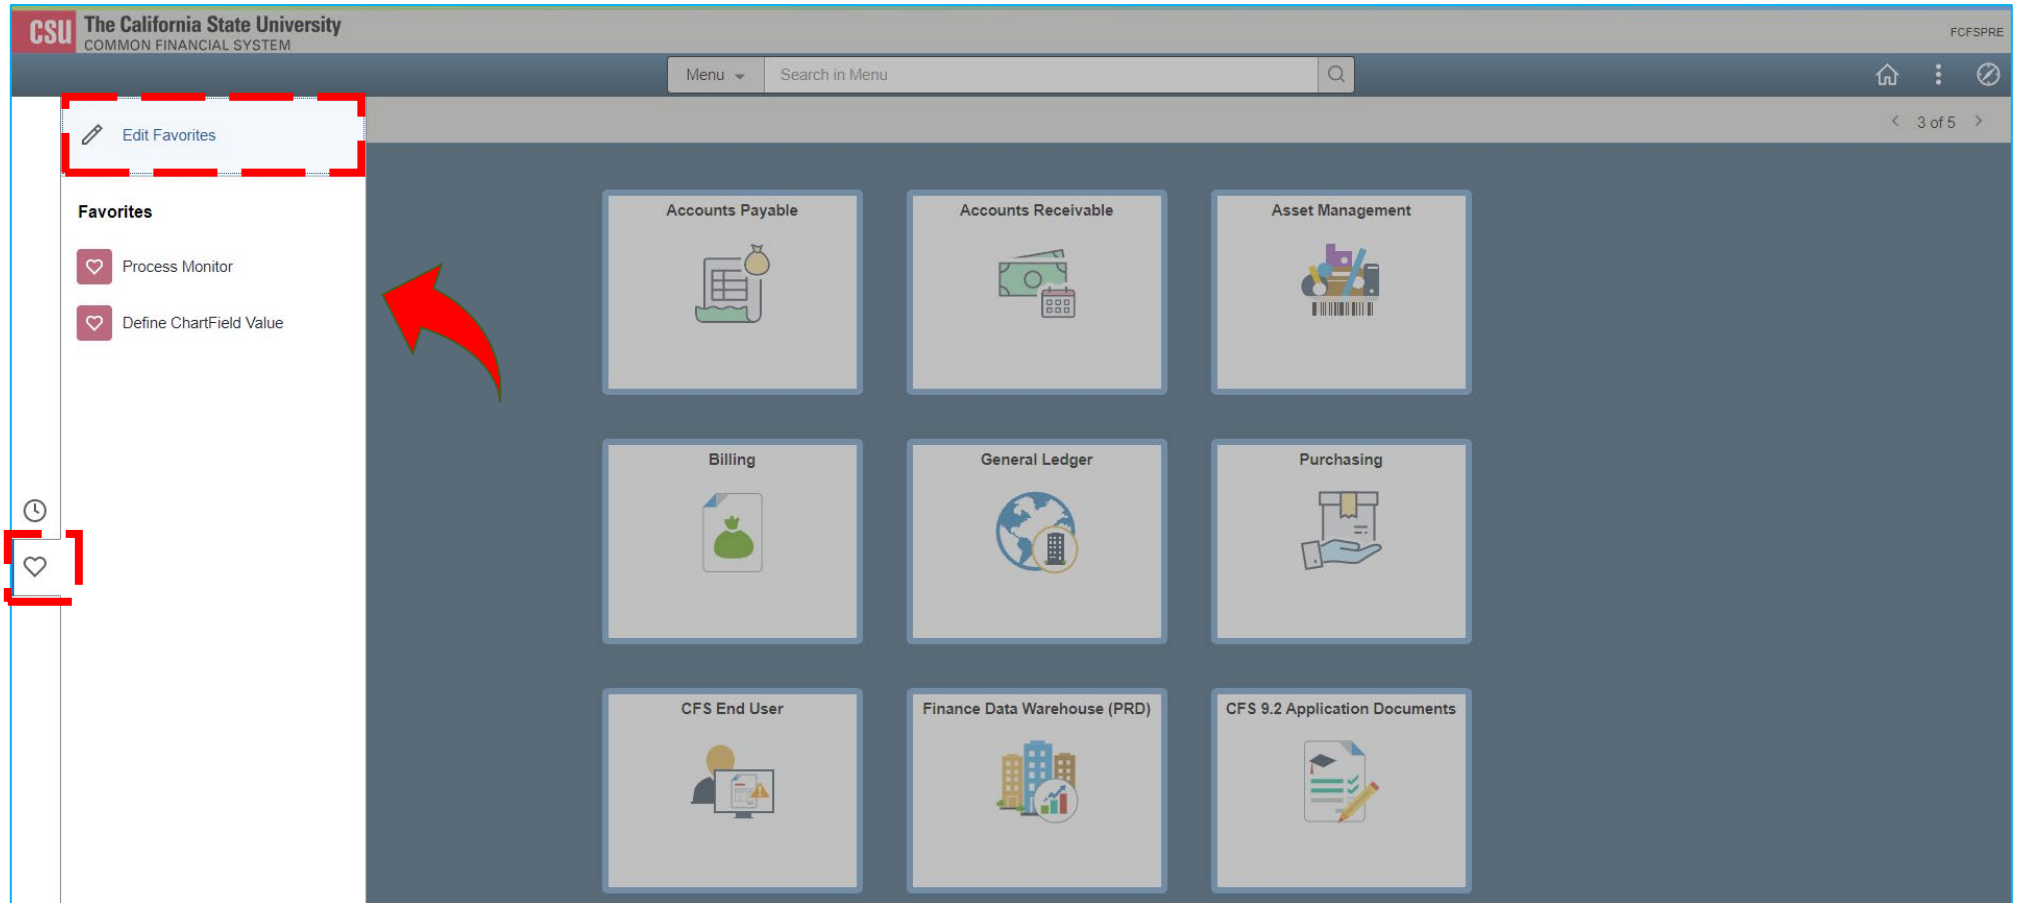 CSU
The California State University
COMMON FINANCIAL SYSTEM
FCFSPRE
Menu
Search in Menu
Edit Favorites
3 of 5
Favorites
Process Monitor
Define ChartField Value
Accounts Payable
Accounts Receivable
Asset Management
Billing
General Ledger
Purchasing
CFS End User
Finance Data Warehouse (PRD)
CFS 9.2 Application Documents